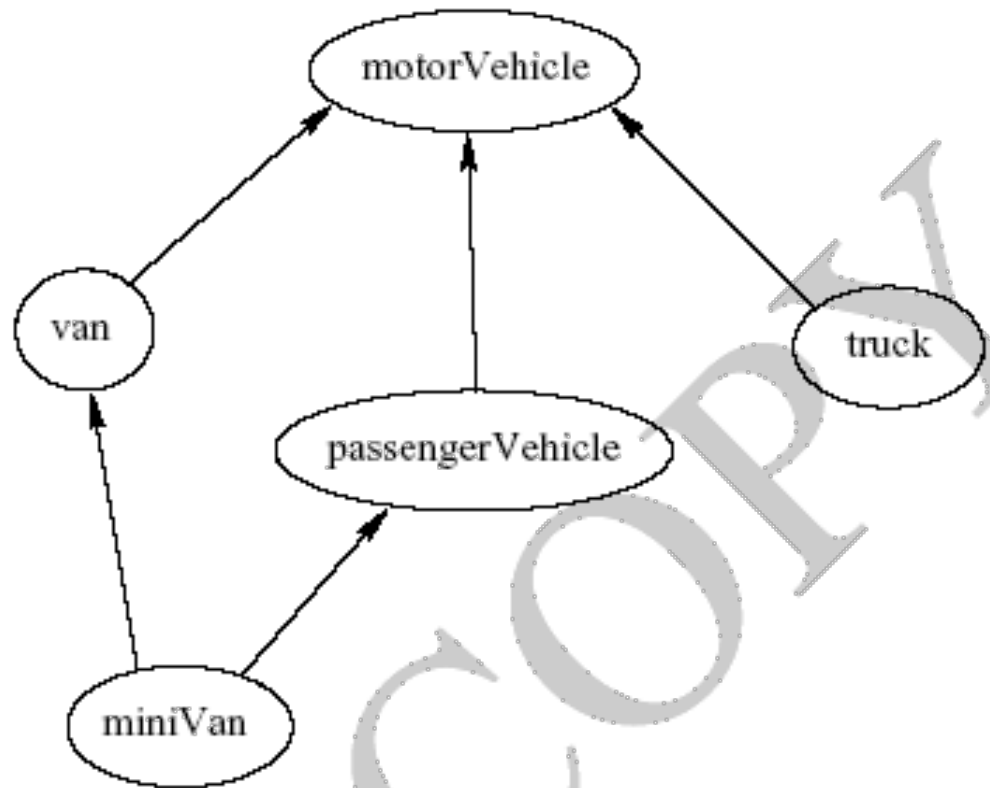 motorVehicle
van
truck
passengerVehicle
miniVan
COPY